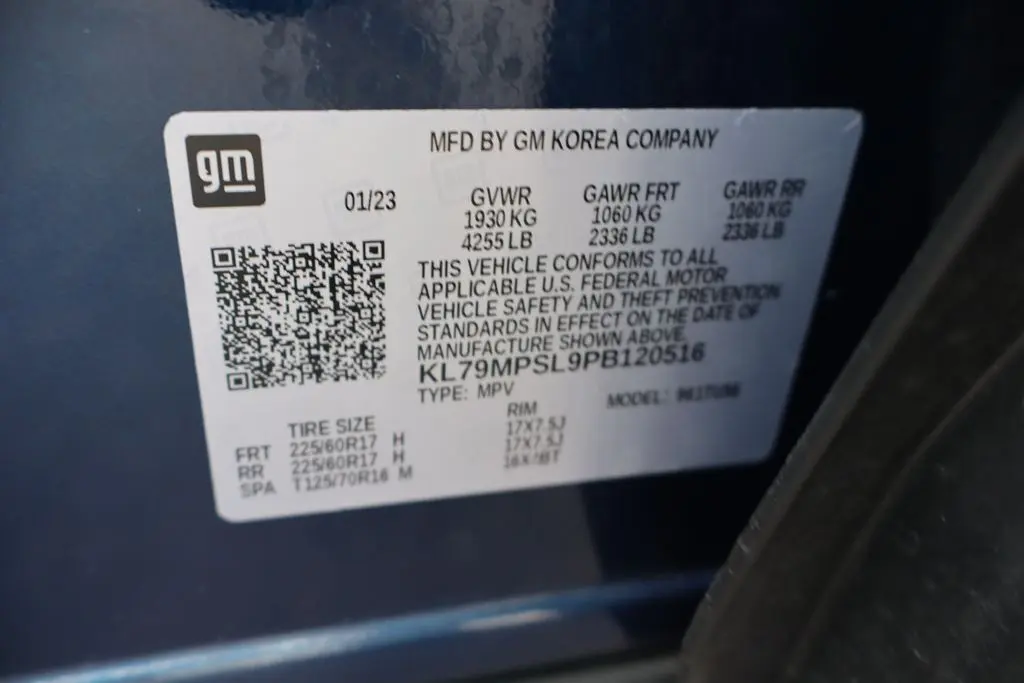 gm
MFD BY GM KOREA COMPANY
01/23
GVWR GAWR FRT GAWR RR
1930 KG 1060 KG 1060 KG
4255 LB 2336 LB 2336 LB
THIS VEHICLE CONFORMS TO ALL
APPLICABLE U.S. FEDERAL MOTOR
VEHICLE SAFETY AND THEFT PREVENTION
STANDARDS IN EFFECT ON THE DATE OF
MANUFACTURE SHOWN ABOVE.
KL79MPSL9PB120516
TYPE: MPV MODEL:
TIRE SIZE RIM
FRT 225/60R17 H 17X7.5J
RR 225/60R17 H 17X7.5J
SPA T125/70R16 M